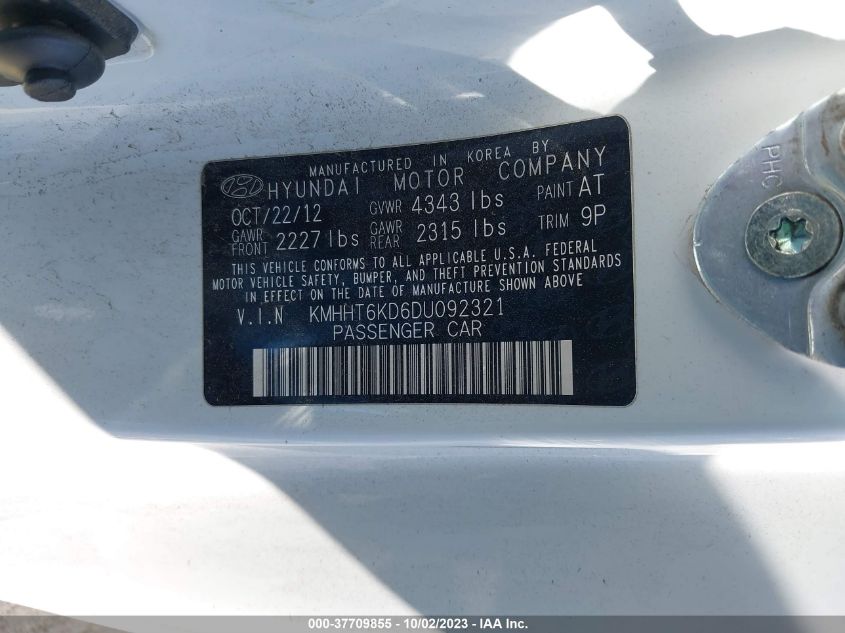 MANUFACTURED IN KOREA BY
HYUNDAI MOTOR COMPANY
OCT/22/12 GVWR 4343 lbs PAINT AT
GAWR FRONT 2227 lbs GAWR REAR 2315 lbs TRIM 9P
THIS VEHICLE CONFORMS TO ALL APPLICABLE U.S.A. FEDERAL
MOTOR VEHICLE SAFETY, BUMPER, AND THEFT PREVENTION STANDARDS
IN EFFECT ON THE DATE OF MANUFACTURE SHOWN ABOVE.
V.I.N KMHHT6KD6DU092321
PASSENGER CAR
PHC
000-37709855 - 10/02/2023 - IAAI.com